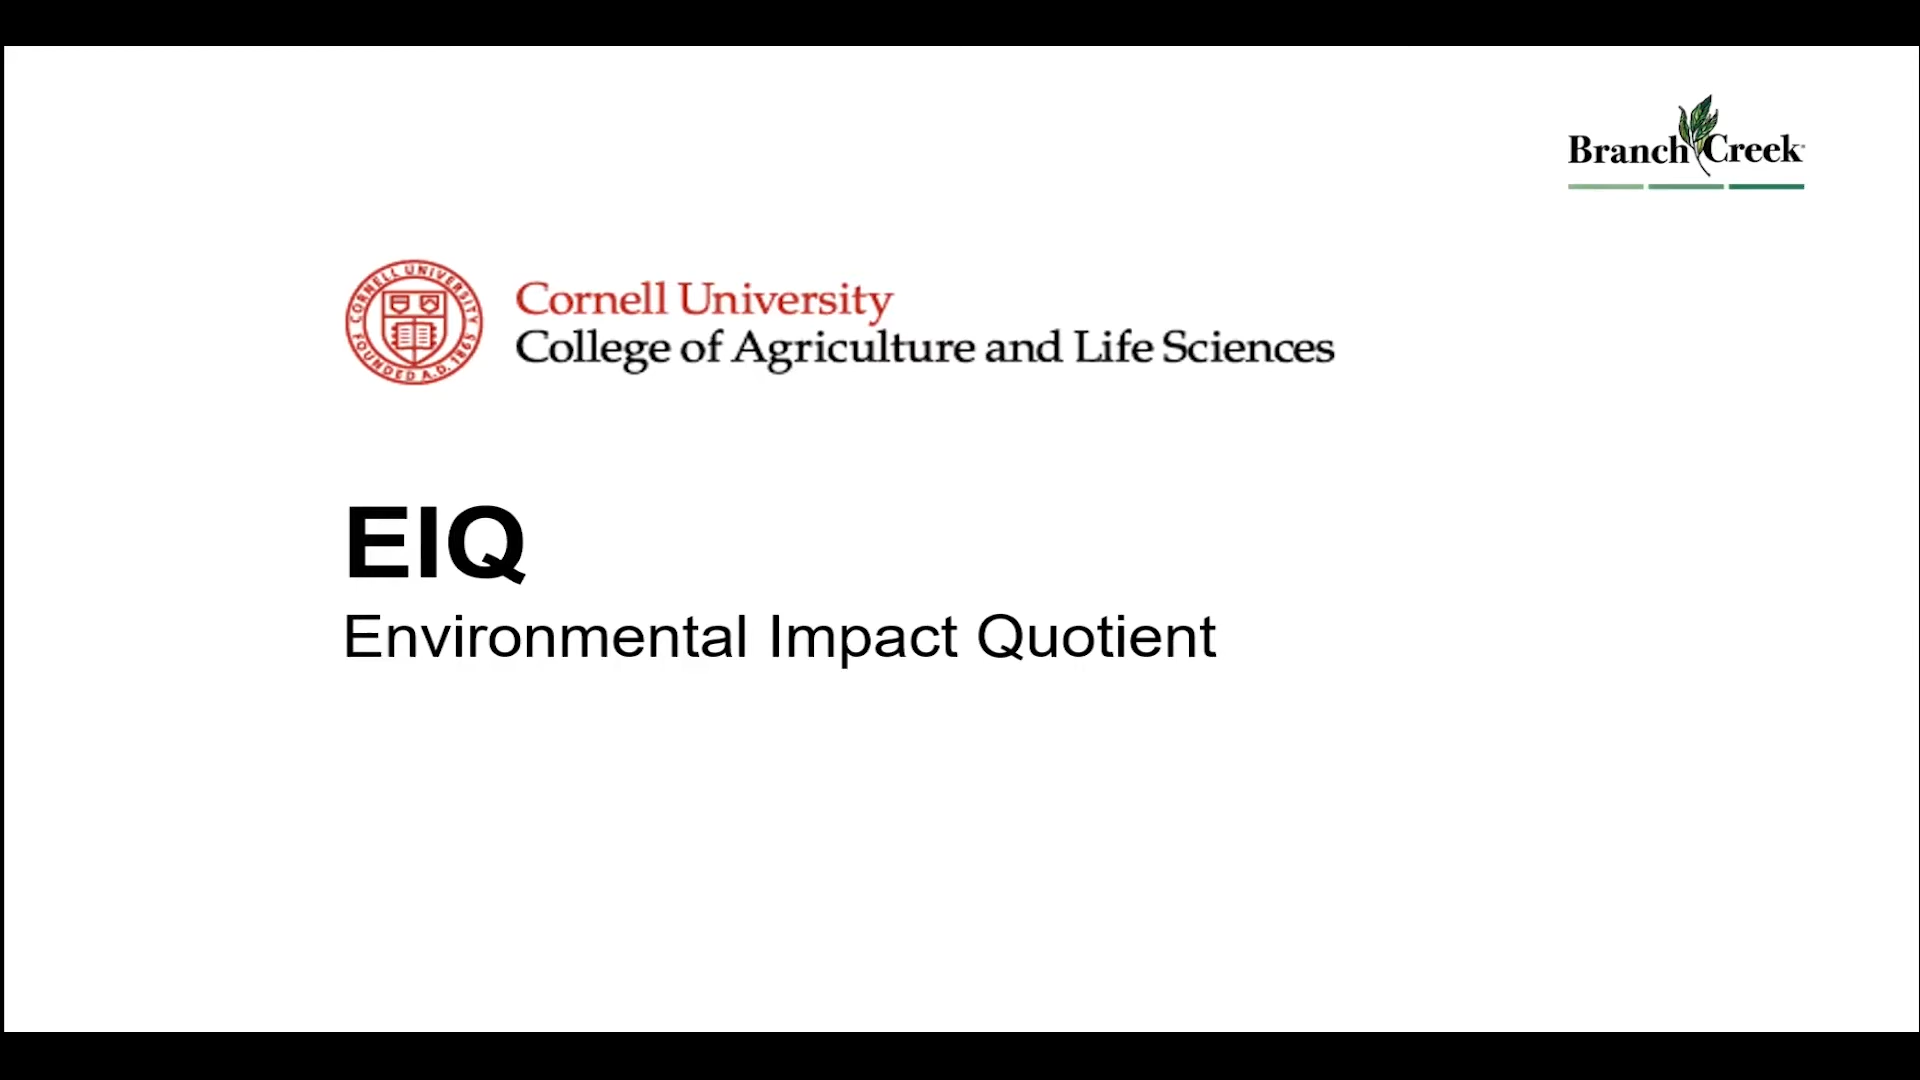 Branch Creek
CORNELL UNIVERSITY
FOUNDED A.D. 1865
Cornell University
College of Agriculture and Life Sciences
EIQ
Environmental Impact Quotient